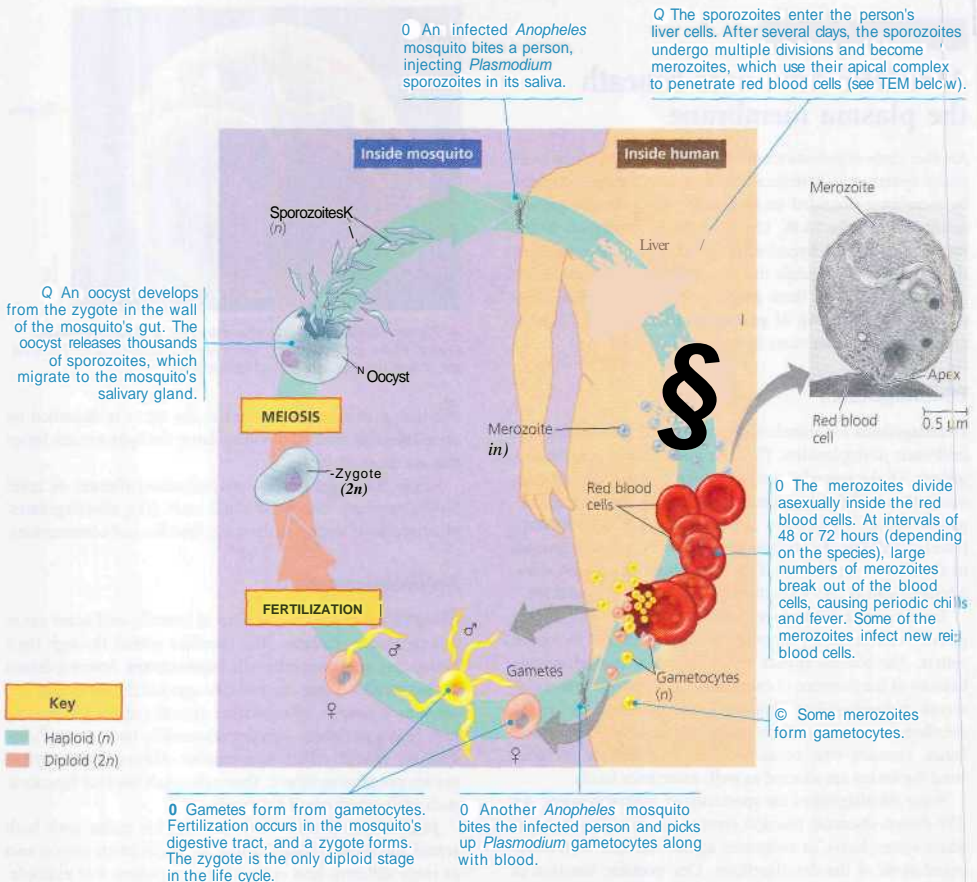 0 An infected Anopheles
mosquito bites a person,
injecting Plasmodium
sporozoites in its saliva.
Q The sporozoites enter the person's
liver cells. After several clays, the sporozoites
undergo multiple divisions and become
merozoites, which use their apical complex
to penetrate red blood cells (see TEM belc w).
the plasma membrane
Inside mosquito
Inside human
Merozoite
SporozoitesK
(n)
Liver /
Q An oocyst develops
from the zygote in the wall
of the mosquito's gut. The
oocyst releases thousands
of sporozoites, which
migrate to the mosquito's
salivary gland.
N Oocyst
§
Apex
Red blood
cell
0.5 µm
MEIOSIS
Merozoite
in)
-Zygote
(2n)
Red blood
cells
0 The merozoites divide
asexually inside the red
blood cells. At intervals of
48 or 72 hours (depending
on the species), large
numbers of merozoites
break out of the blood
cells, causing periodic chills
and fever. Some of the
merozoites infect new rei;
blood cells.
FERTILIZATION
♂
♂
Gametes
Gametocytes
(n)
♀
♀
Key
Haploid (n)
Diploid (2n)
© Some merozoites
form gametocytes.
0 Gametes form from gametocytes.
Fertilization occurs in the mosquito's
digestive tract, and a zygote forms.
The zygote is the only diploid stage
in the life cycle.
0 Another Anopheles mosquito
bites the infected person and picks
up Plasmodium gametocytes along
with blood.